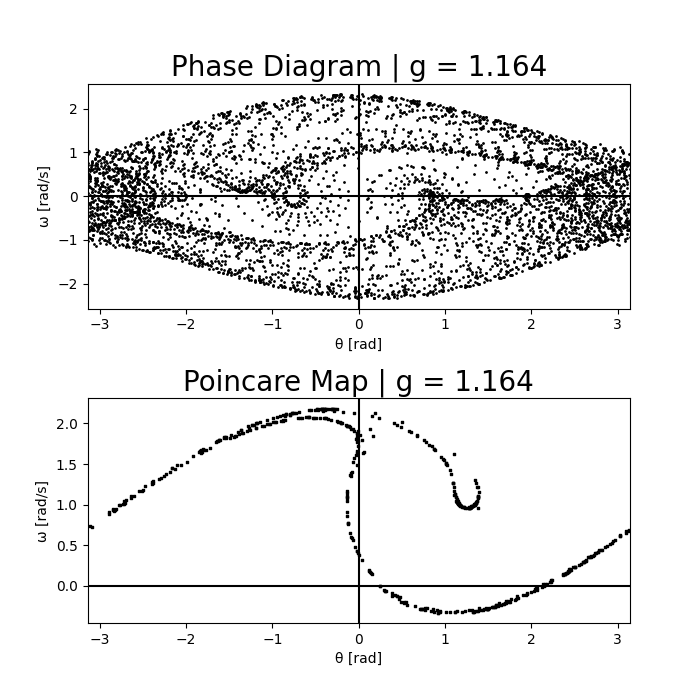 Phase Diagram | g = 1.164
2
1
0
−1
−2
ω [rad/s]
−3 −2 −1 0 1 2 3
θ [rad]
Poincare Map | g = 1.164
2.0
1.5
1.0
0.5
0.0
ω [rad/s]
−3 −2 −1 0 1 2 3
θ [rad]